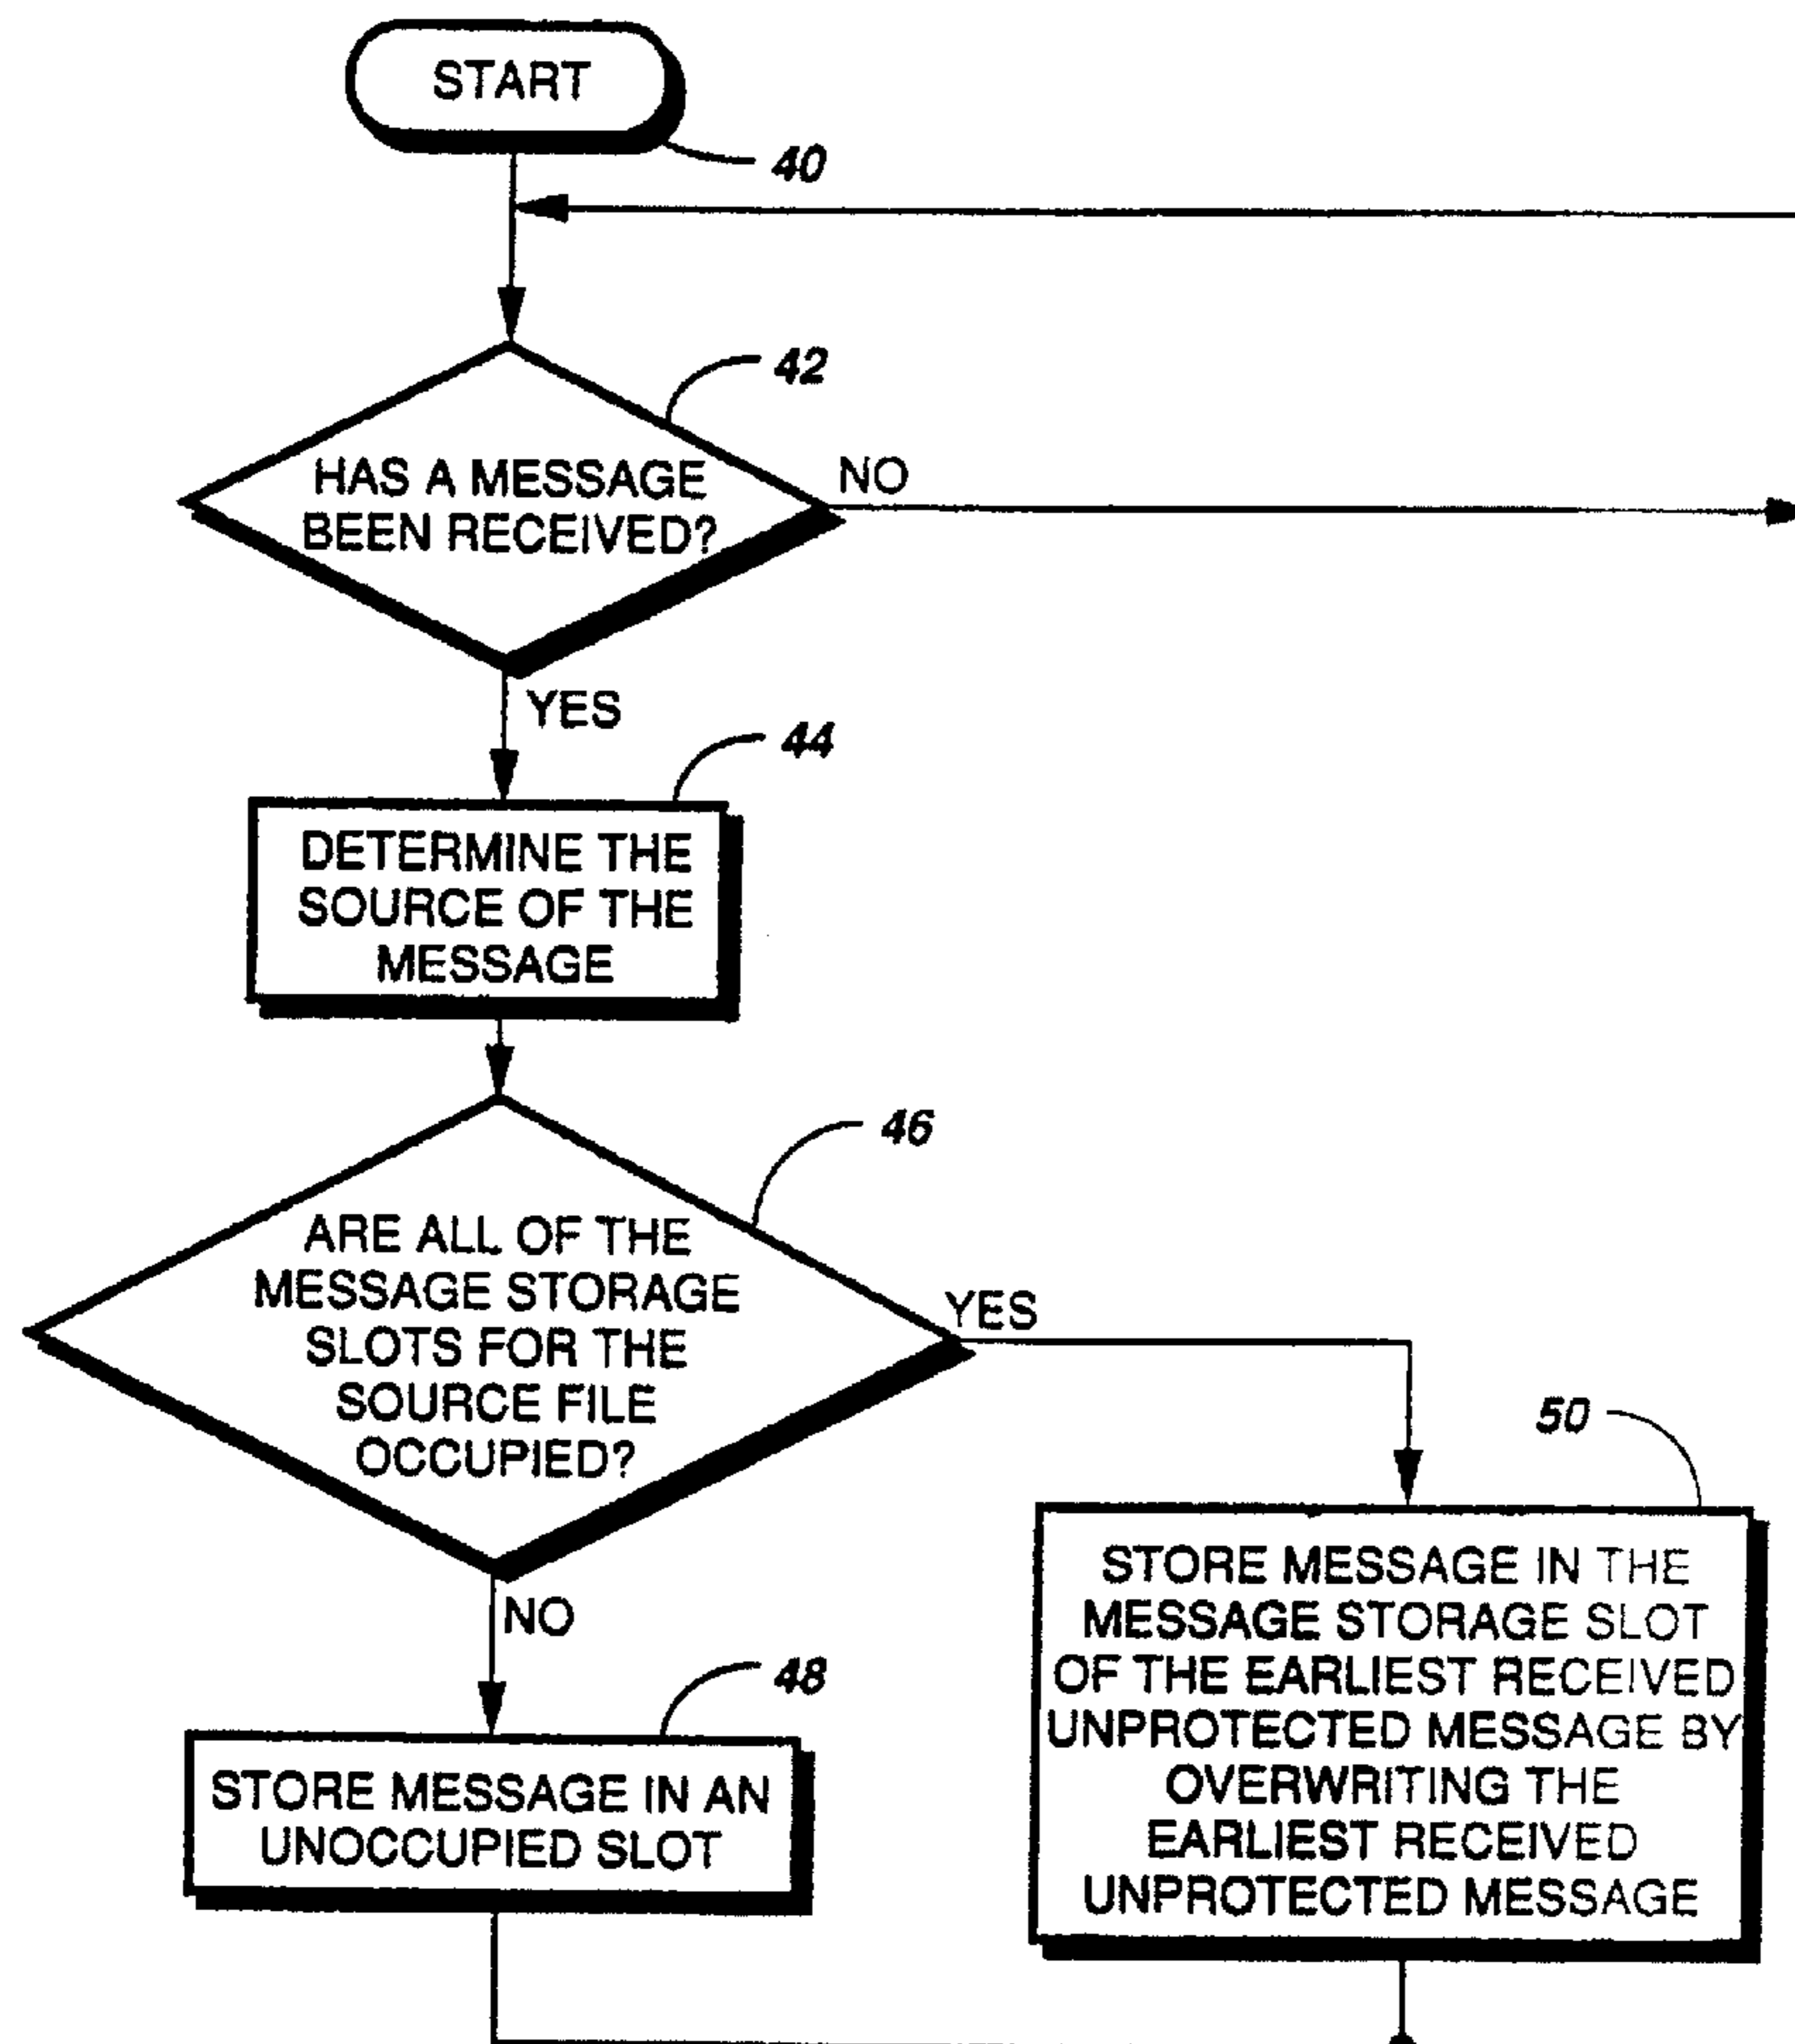 START
40
42
HAS A MESSAGE
BEEN RECEIVED?
NO
YES
44
DETERMINE THE
SOURCE OF THE
MESSAGE
46
ARE ALL OF THE
MESSAGE STORAGE
SLOTS FOR THE
SOURCE FILE
OCCUPIED?
YES
50
STORE MESSAGE IN THE
MESSAGE STORAGE SLOT
OF THE EARLIEST RECEIVED
UNPROTECTED MESSAGE BY
OVERWRITING THE
EARLIEST RECEIVED
UNPROTECTED MESSAGE
NO
48
STORE MESSAGE IN AN
UNOCCUPIED SLOT